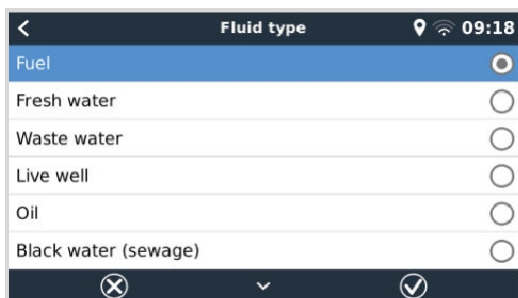 Fluid type 09:18
Fuel
Fresh water
Waste water
Live well
Oil
Black water (sewage)